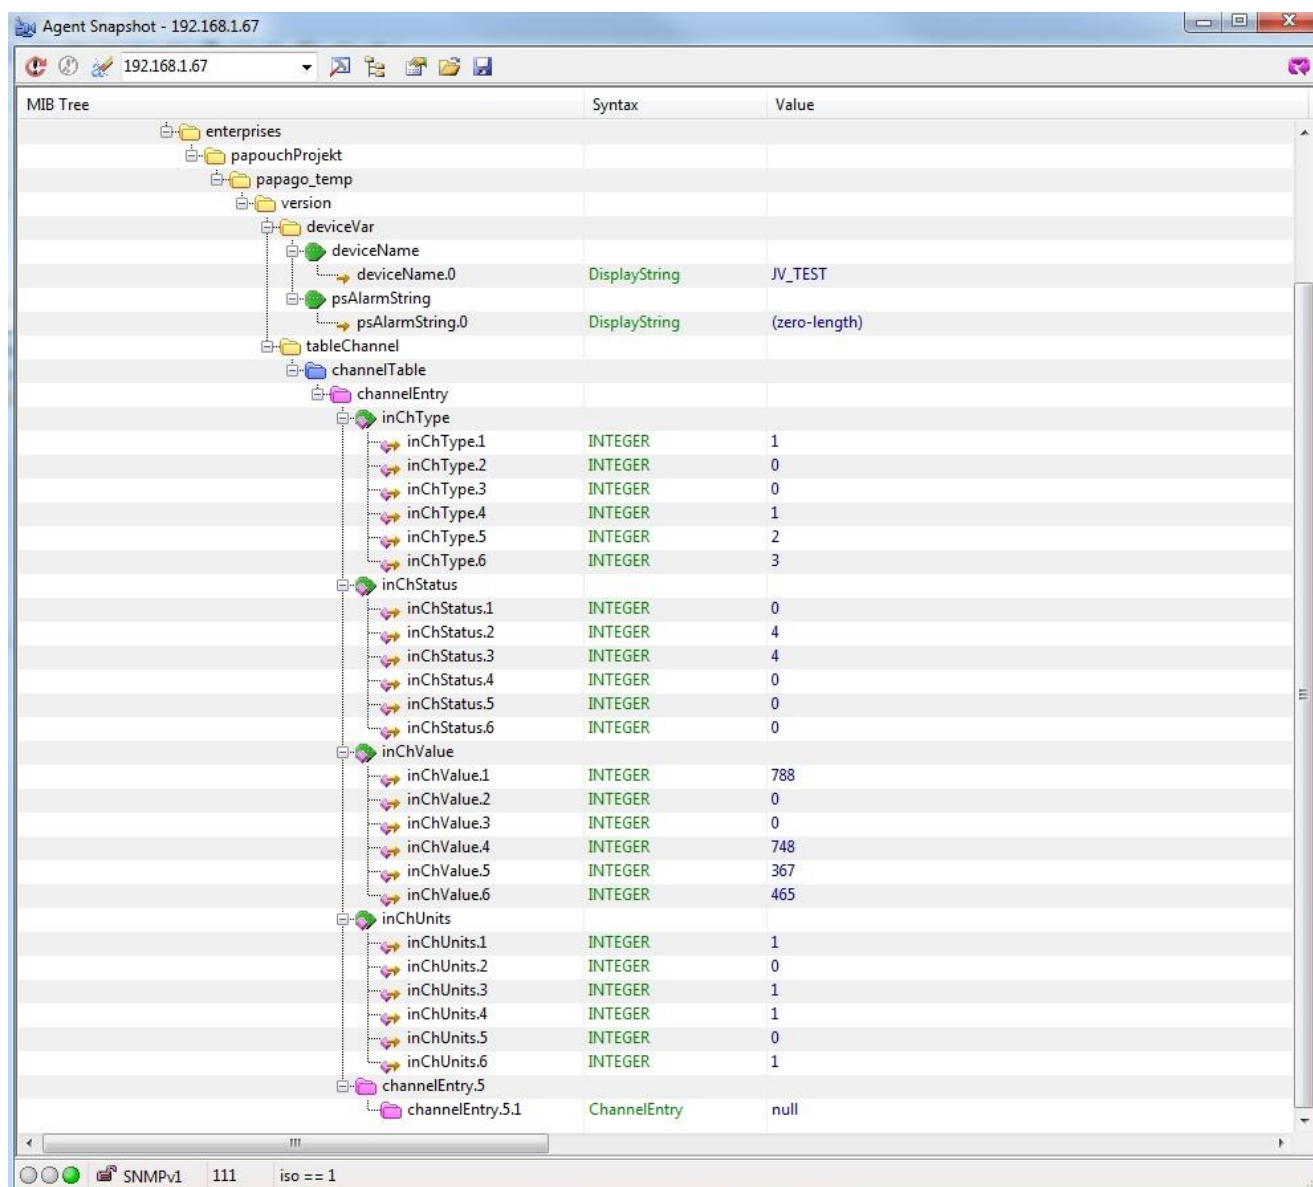 Agent Snapshot - 192.168.1.67
192.168.1.67
MIB Tree Syntax Value
enterprises
papouchProjekt
papago_temp
version
deviceVar
deviceName
deviceName.0 DisplayString JV_TEST
psAlarmString
psAlarmString.0 DisplayString (zero-length)
tableChannel
channelTable
channelEntry
inChType
inChType.1 INTEGER 1
inChType.2 INTEGER 0
inChType.3 INTEGER 0
inChType.4 INTEGER 1
inChType.5 INTEGER 2
inChType.6 INTEGER 3
inChStatus
inChStatus.1 INTEGER 0
inChStatus.2 INTEGER 4
inChStatus.3 INTEGER 4
inChStatus.4 INTEGER 0
inChStatus.5 INTEGER 0
inChStatus.6 INTEGER 0
inChValue
inChValue.1 INTEGER 788
inChValue.2 INTEGER 0
inChValue.3 INTEGER 0
inChValue.4 INTEGER 748
inChValue.5 INTEGER 367
inChValue.6 INTEGER 465
inChUnits
inChUnits.1 INTEGER 1
inChUnits.2 INTEGER 0
inChUnits.3 INTEGER 1
inChUnits.4 INTEGER 1
inChUnits.5 INTEGER 0
inChUnits.6 INTEGER 1
channelEntry.5
channelEntry.5.1 ChannelEntry null
SNMPv1 111 iso == 1